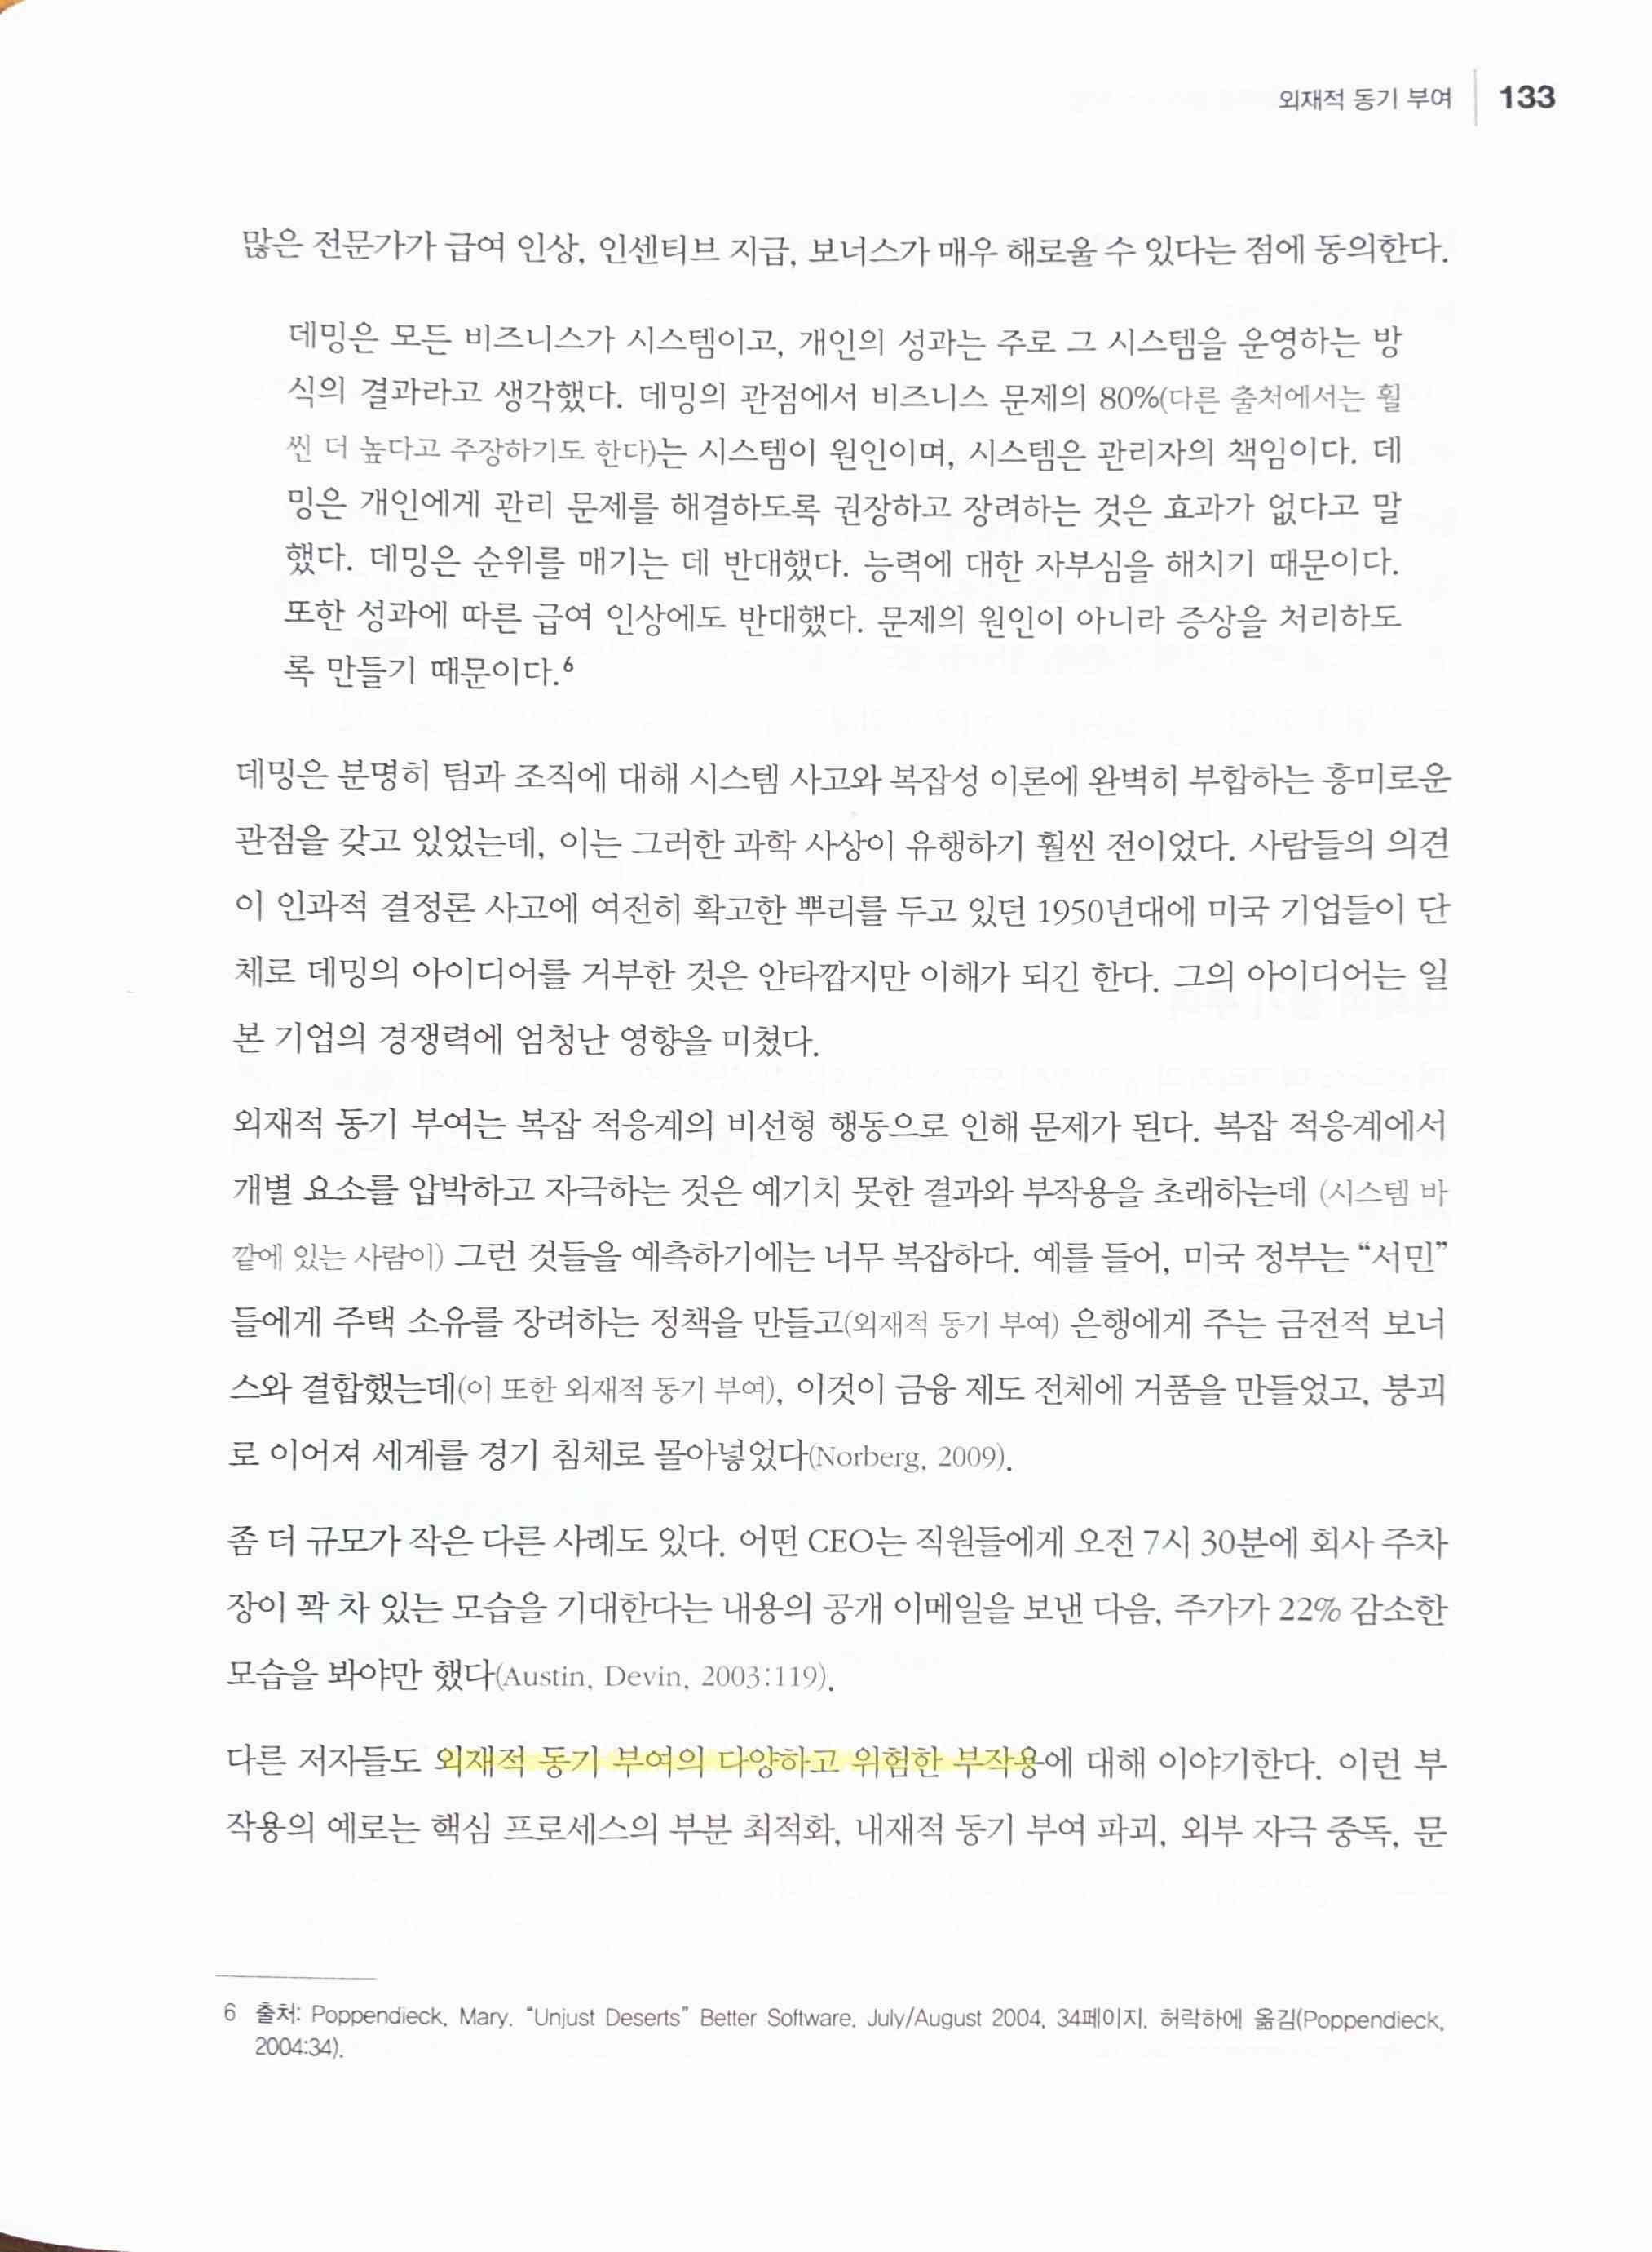 외재적 동기 부여 133
많은 전문가가 급여 인상, 인센티브 지급, 보너스가 매우 해로울 수 있다는 점에 동의한다.
데밍은 모든 비즈니스가 시스템이고, 개인의 성과는 주로 그 시스템을 운영하는 방
식의 결과라고 생각했다. 데밍의 관점에서 비즈니스 문제의 80%(다른 출처에서는 훨
씬 더 높다고 주장하기도 한다)는 시스템이 원인이며, 시스템은 관리자의 책임이다. 데
밍은 개인에게 관리 문제를 해결하도록 권장하고 장려하는 것은 효과가 없다고 말
했다. 데밍은 순위를 매기는 데 반대했다. 능력에 대한 자부심을 해치기 때문이다.
또한 성과에 따른 급여 인상에도 반대했다. 문제의 원인이 아니라 증상을 처리하도
록 만들기 때문이다.6
데밍은 분명히 팀과 조직에 대해 시스템 사고와 복잡성 이론에 완벽히 부합하는 흥미로운
관점을 갖고 있었는데, 이는 그러한 과학 사상이 유행하기 훨씬 전이었다. 사람들의 의견
이 인과적 결정론 사고에 여전히 확고한 뿌리를 두고 있던 1950년대에 미국 기업들이 단
체로 데밍의 아이디어를 거부한 것은 안타깝지만 이해가 되긴 한다. 그의 아이디어는 일
본 기업의 경쟁력에 엄청난 영향을 미쳤다.
외재적 동기 부여는 복잡 적응계의 비선형 행동으로 인해 문제가 된다. 복잡 적응계에서
개별 요소를 압박하고 자극하는 것은 예기치 못한 결과와 부작용을 초래하는데 (시스템 바
깥에 있는 사람이) 그런 것들을 예측하기에는 너무 복잡하다. 예를 들어, 미국 정부는 “서민”
들에게 주택 소유를 장려하는 정책을 만들고(외재적 동기 부여) 은행에게 주는 금전적 보너
스와 결합했는데(이 또한 외재적 동기 부여), 이것이 금융 제도 전체에 거품을 만들었고, 붕괴
로 이어져 세계를 경기 침체로 몰아넣었다(Norberg, 2009).
좀 더 규모가 작은 다른 사례도 있다. 어떤 CEO는 직원들에게 오전 7시 30분에 회사 주차
장이 꽉 차 있는 모습을 기대한다는 내용의 공개 이메일을 보낸 다음, 주가가 22% 감소한
모습을 봐야만 했다(Austin, Devin, 2003:119).
다른 저자들도 외재적 동기 부여의 다양하고 위험한 부작용에 대해 이야기한다. 이런 부
작용의 예로는 핵심 프로세스의 부분 최적화, 내재적 동기 부여 파괴, 외부 자극 중독, 문
6 출처: Poppendieck, Mary. “Unjust Deserts” Better Software. July/August 2004, 34페이지. 허락하에 옮김(Poppendieck,
2004:34).